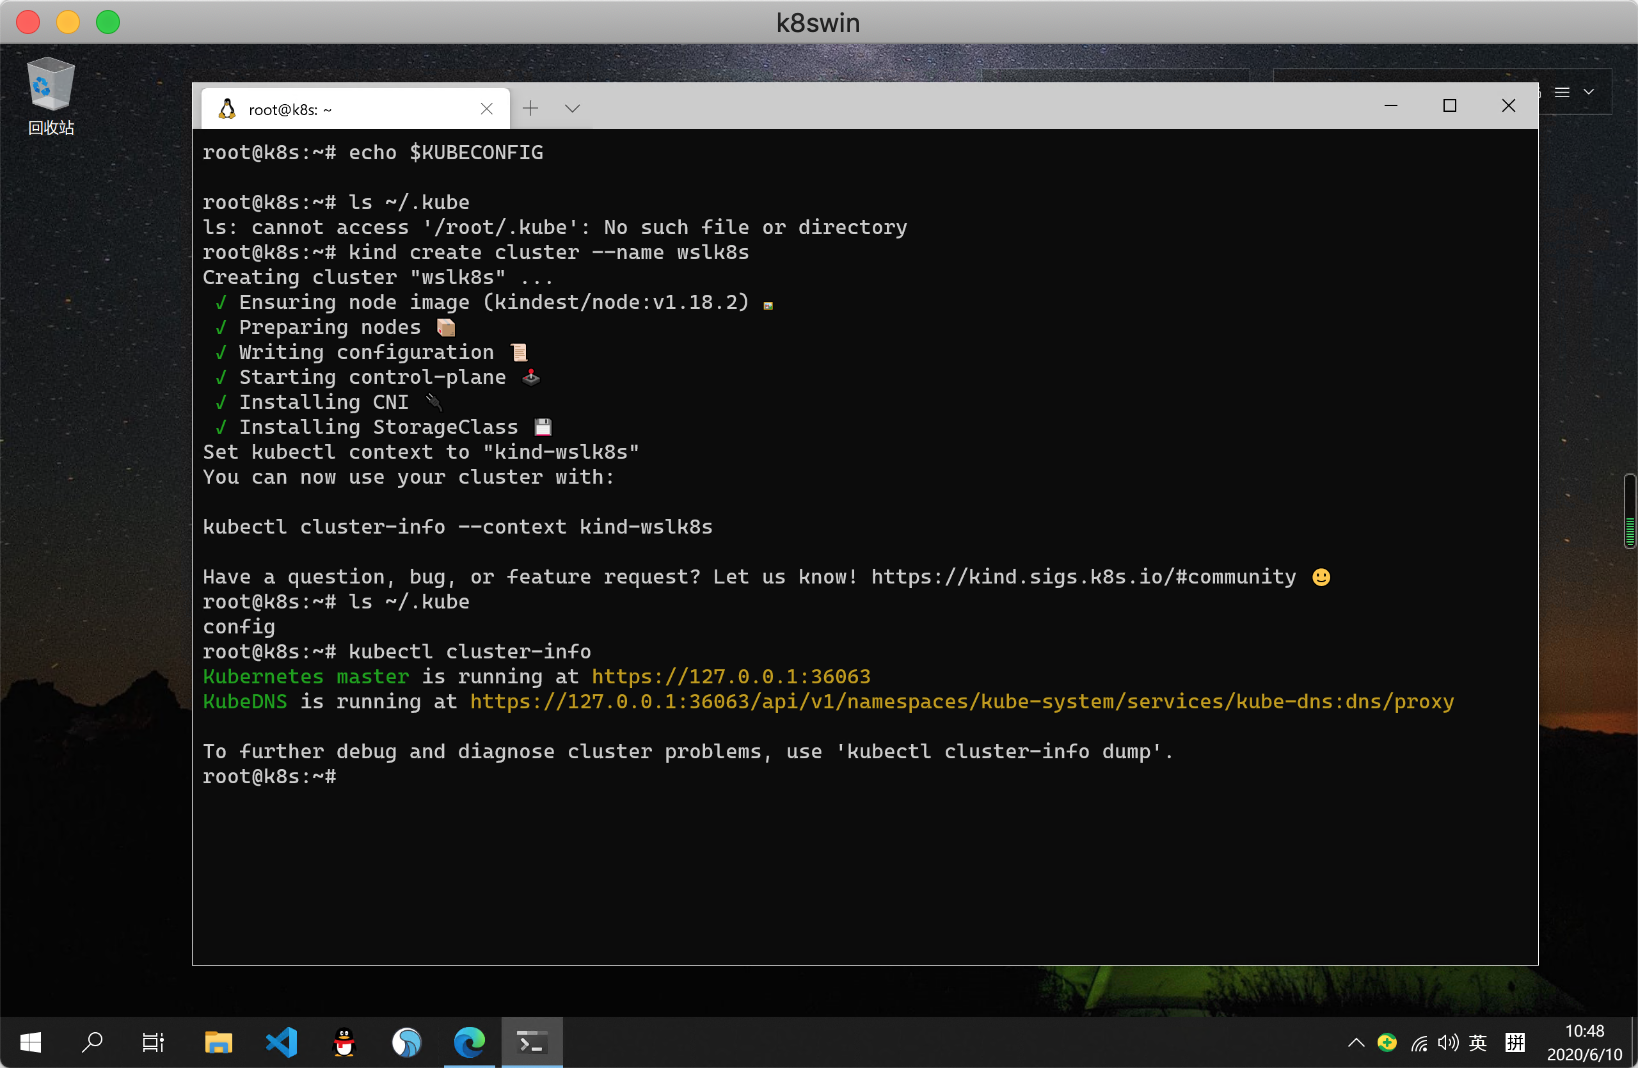 k8swin
回收站
root@k8s: ~
root@k8s:~# echo $KUBECONFIG
root@k8s:~# ls ~/.kube
ls: cannot access '/root/.kube': No such file or directory
root@k8s:~# kind create cluster --name wslk8s
Creating cluster "wslk8s" ...
√ Ensuring node image (kindest/node:v1.18.2) 🖼
√ Preparing nodes 📦
√ Writing configuration 📜
√ Starting control-plane 🕹
√ Installing CNI 🔌
√ Installing StorageClass 💾
Set kubectl context to "kind-wslk8s"
You can now use your cluster with:
kubectl cluster-info --context kind-wslk8s
Have a question, bug, or feature request? Let us know! https://kind.sigs.k8s.io/#community 🙂
root@k8s:~# ls ~/.kube
config
root@k8s:~# kubectl cluster-info
Kubernetes master is running at https://127.0.0.1:36063
KubeDNS is running at https://127.0.0.1:36063/api/v1/namespaces/kube-system/services/kube-dns:dns/proxy
To further debug and diagnose cluster problems, use 'kubectl cluster-info dump'.
root@k8s:~#
英
拼
10:48
2020/6/10